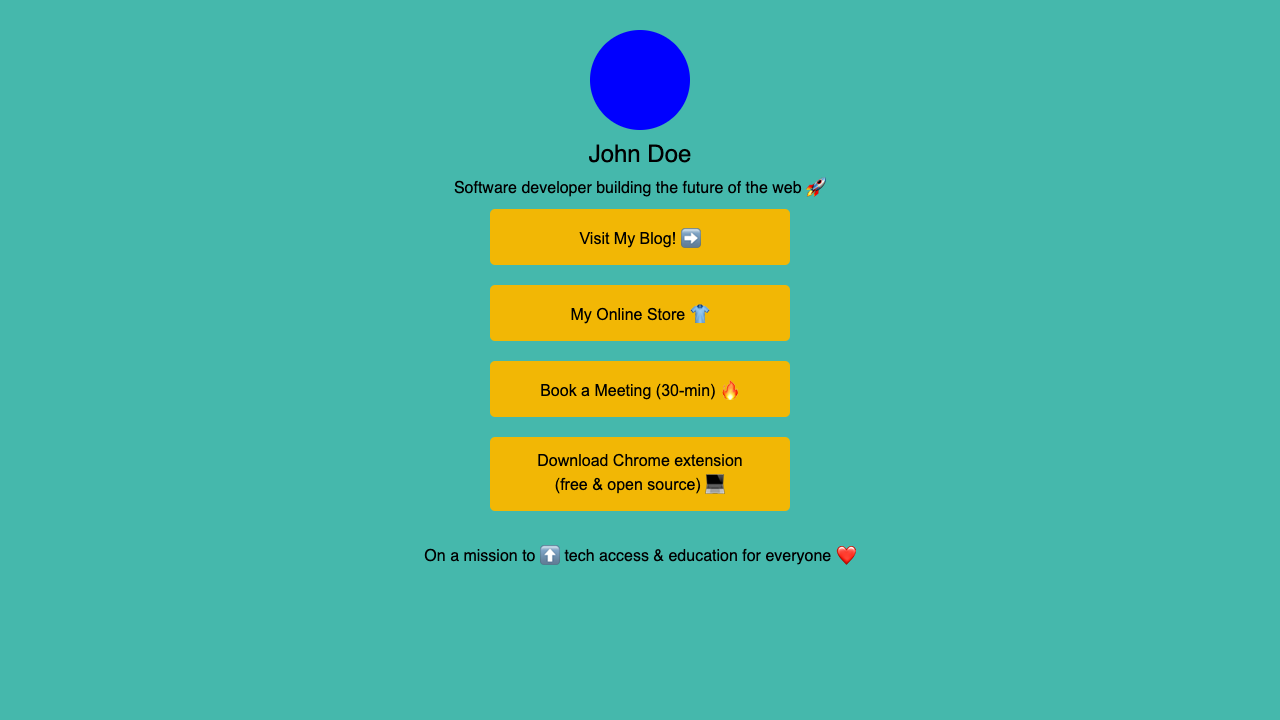 John Doe
Software developer building the future of the web 🚀
Visit My Blog! ➡️
My Online Store 👕
Book a Meeting (30-min) 🔥
Download Chrome extension
(free & open source) 💻
On a mission to ⬆️ tech access & education for everyone ❤️